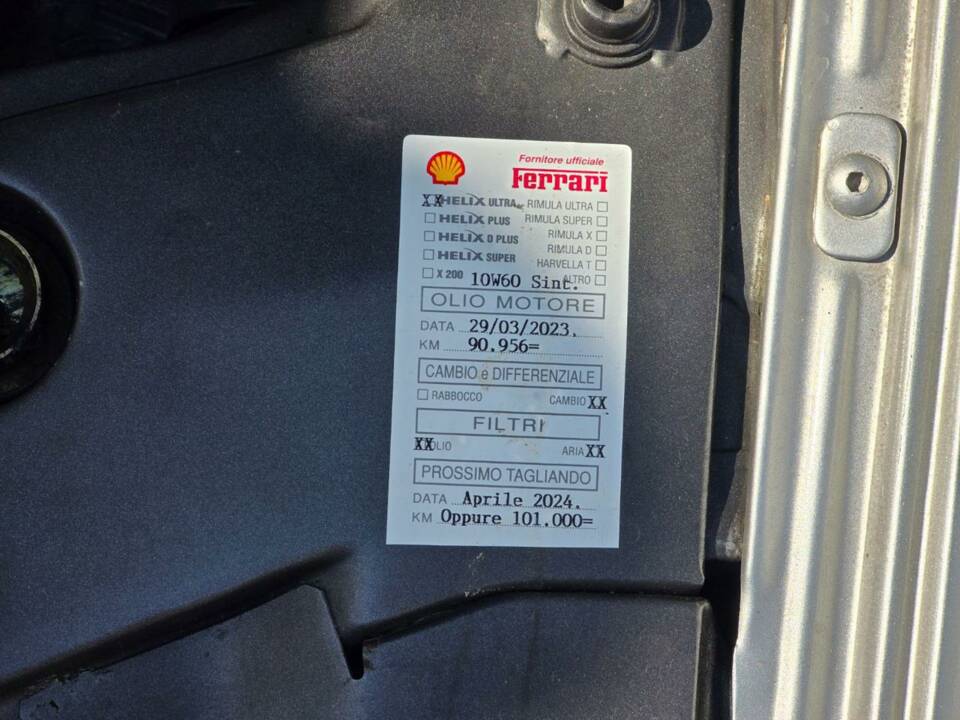 Fornitore ufficiale
Ferrari
XX HELIX ULTRA RIMULA ULTRA
HELIX PLUS RIMULA SUPER
HELIX D PLUS RIMULA X
RIMULA D
HELIX SUPER HARVELLA T
X 200 ALTRO
10W60 Sint.
OLIO MOTORE
DATA 29/03/2023.
KM 90.956=
CAMBIO e DIFFERENZIALE
RABBOCCO CAMBIO XX
FILTRI
XX OLIO ARIA XX
PROSSIMO TAGLIANDO
DATA Aprile 2024.
KM Oppure 101.000=